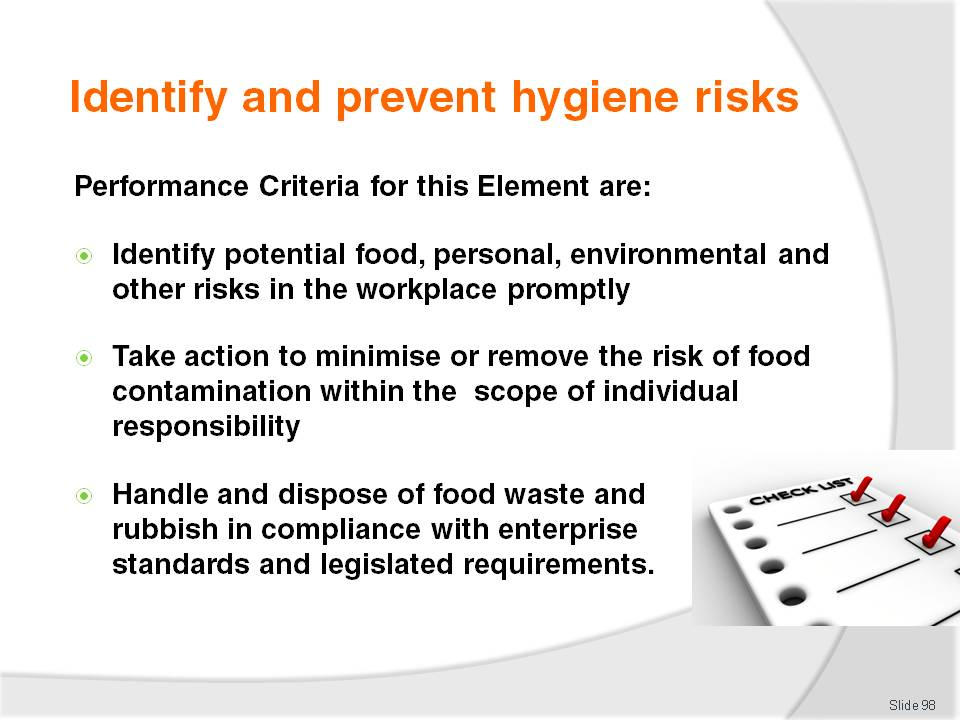 Identify and prevent hygiene risks
Performance Criteria for this Element are:
Identify potential food, personal, environmental and
other risks in the workplace promptly
Take action to minimise or remove the risk of food
contamination within the  scope of individual
responsibility
Handle and dispose of food waste and
rubbish in compliance with enterprise
standards and legislated requirements.
CHECK LIST
Slide 98